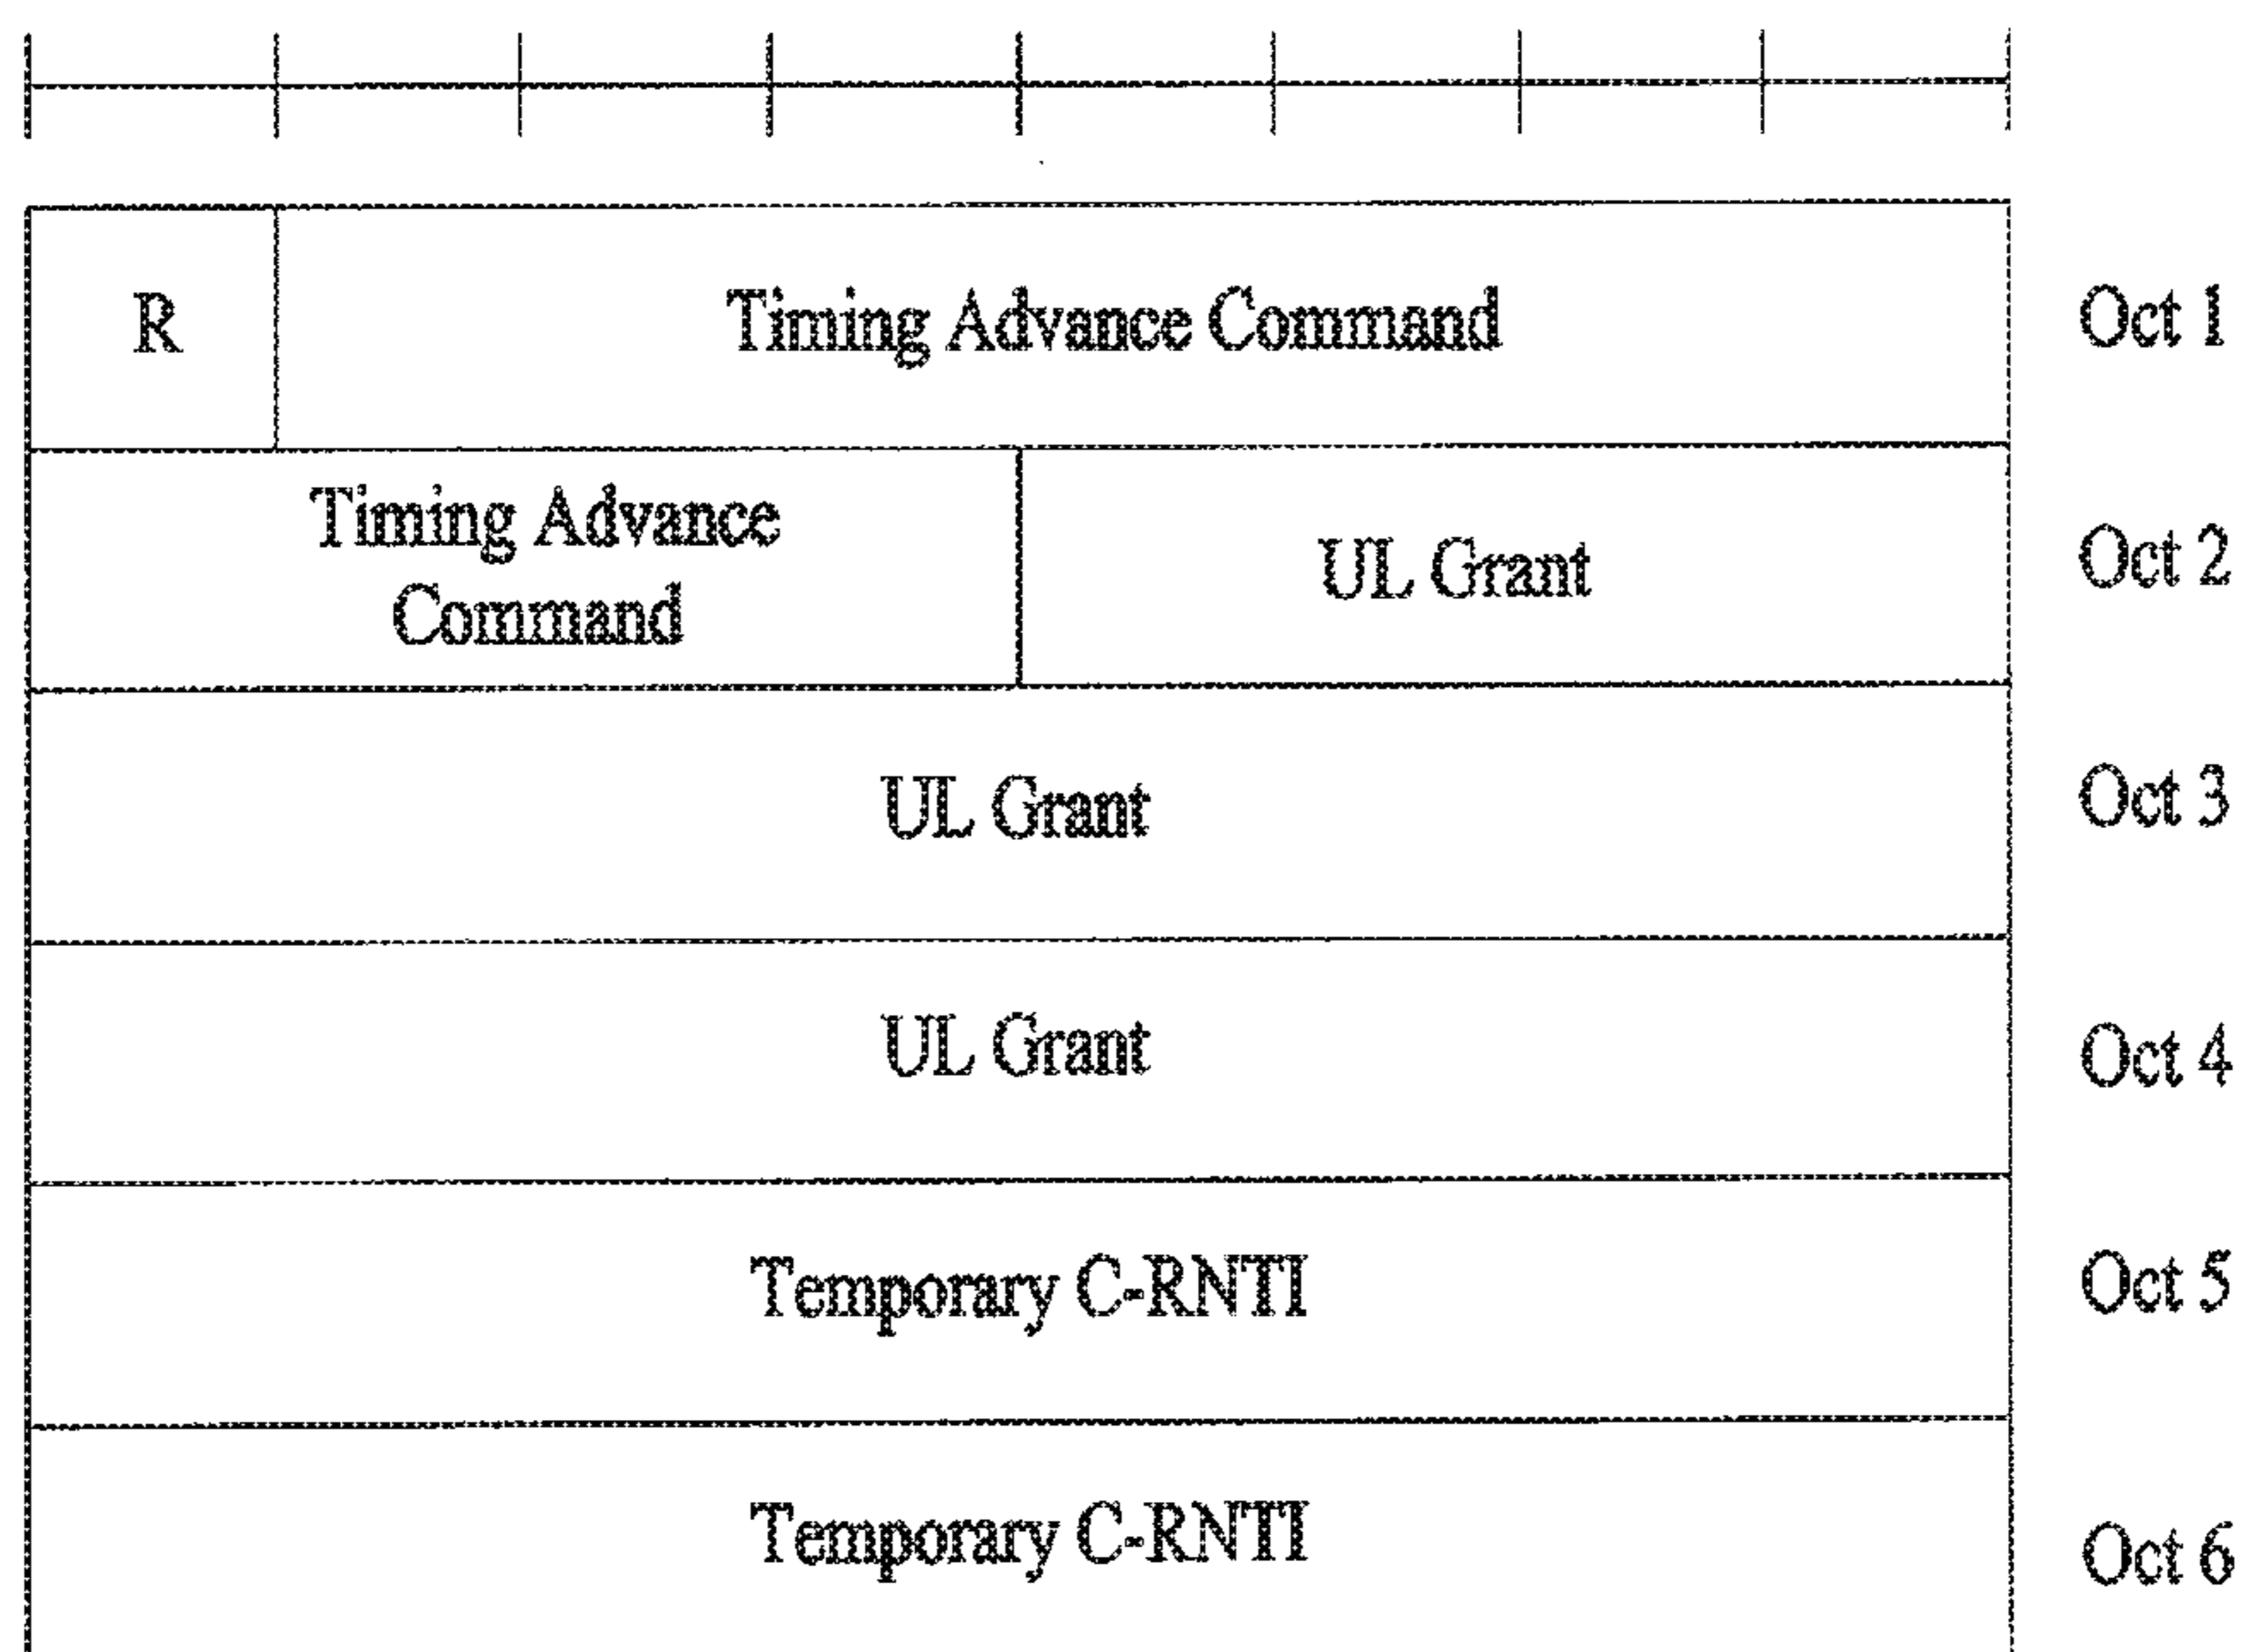 R Timing Advance Command Oct 1
Timing Advance
Command
UL Grant Oct 2
UL Grant Oct 3
UL Grant Oct 4
Temporary C-RNTI Oct 5
Temporary C-RNTI Oct 6